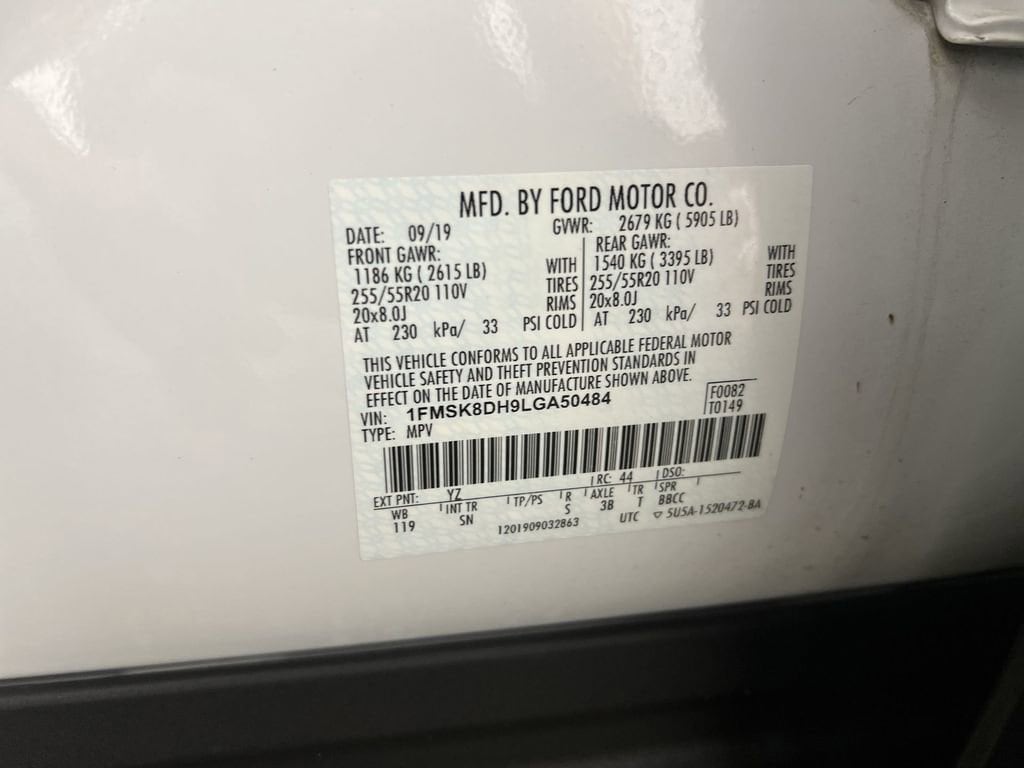 MFD. BY FORD MOTOR CO.
DATE: 09/19 GVWR: 2679 KG ( 5905 LB)
FRONT GAWR: REAR GAWR:
1186 KG ( 2615 LB) WITH 1540 KG ( 3395 LB) WITH
255/55R20 110V TIRES 255/55R20 110V TIRES
20x8.0J RIMS 20x8.0J RIMS
AT 230 kPa/ 33 PSI COLD AT 230 kPa/ 33 PSI COLD
THIS VEHICLE CONFORMS TO ALL APPLICABLE FEDERAL MOTOR
VEHICLE SAFETY AND THEFT PREVENTION STANDARDS IN
EFFECT ON THE DATE OF MANUFACTURE SHOWN ABOVE.
VIN: 1FMSK8DH9LGA50484 F0082
TYPE: MPV T0149
EXT PNT: YZ RC: 44 DSO:
WB INT TR TP/PS R AXLE TR SPR
119 SN S 3B T BBCC
1201909032863 UTC ▽ 5U5A-1520472-BA